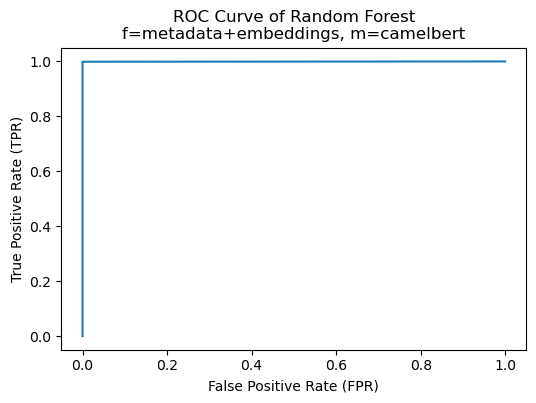 ROC Curve of Random Forest
f=metadata+embeddings, m=camelbert
1.0
0.8
0.6
0.4
0.2
0.0
True Positive Rate (TPR)
0.0 0.2 0.4 0.6 0.8 1.0
False Positive Rate (FPR)